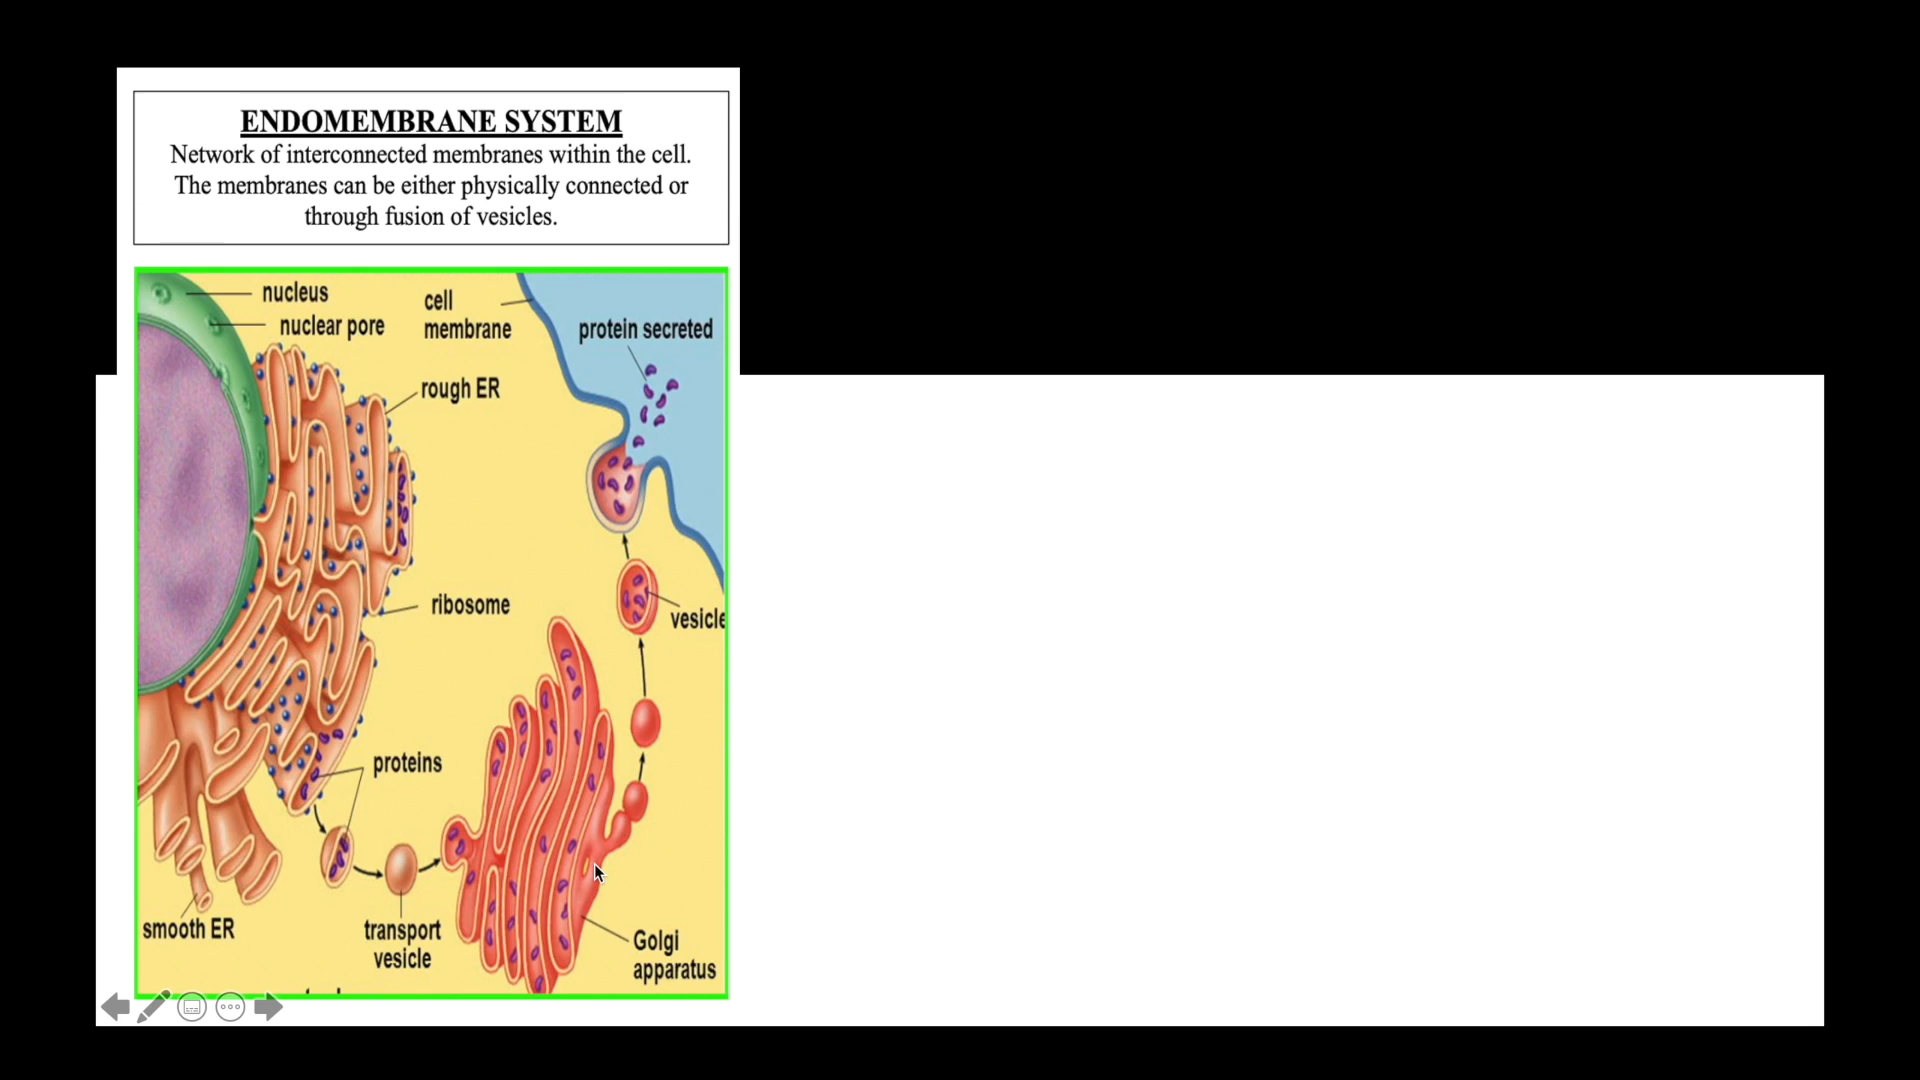 ENDOMEMBRANE SYSTEM
Network of interconnected membranes within the cell.
The membranes can be either physically connected or
through fusion of vesicles.
nucleus
nuclear pore
cell
membrane
protein secreted
rough ER
ribosome
vesicle
proteins
smooth ER
transport
vesicle
Golgi
apparatus